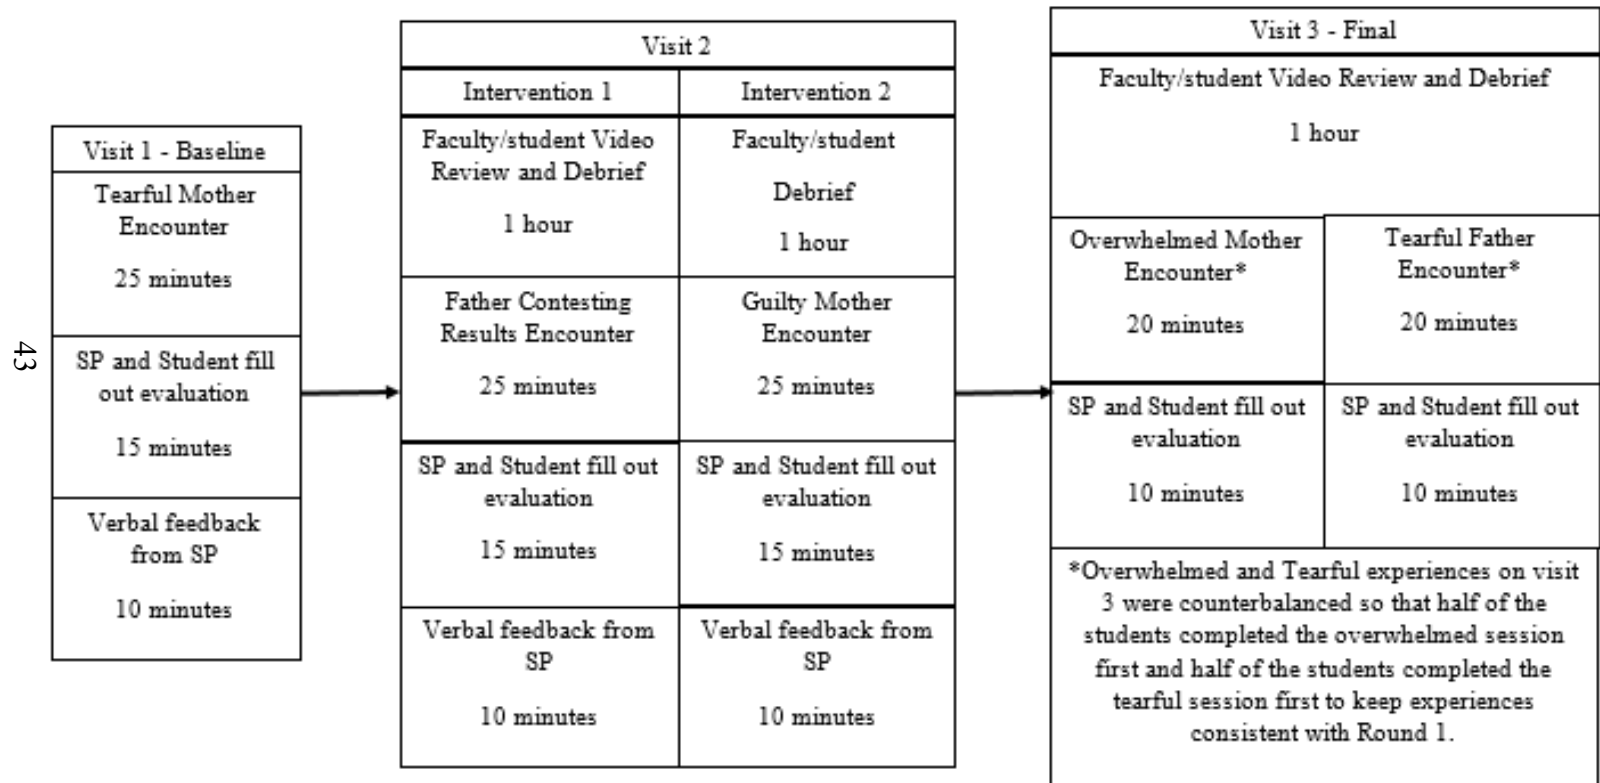 43
Visit 1 - Baseline
Tearful Mother
Encounter
25 minutes
SP and Student fill
out evaluation
15 minutes
Verbal feedback
from SP
10 minutes
Visit 2
Intervention 1
Faculty/student Video
Review and Debrief
1 hour
Father Contesting
Results Encounter
25 minutes
SP and Student fill out
evaluation
15 minutes
Verbal feedback from
SP
10 minutes
Intervention 2
Faculty/student
Debrief
1 hour
Guilty Mother
Encounter
25 minutes
SP and Student fill out
evaluation
15 minutes
Verbal feedback from
SP
10 minutes
Visit 3 - Final
Faculty/student Video Review and Debrief
1 hour
Overwhelmed Mother
Encounter*
20 minutes
SP and Student fill out
evaluation
10 minutes
Tearful Father
Encounter*
20 minutes
SP and Student fill out
evaluation
10 minutes
*Overwhelmed and Tearful experiences on visit
3 were counterbalanced so that half of the
students completed the overwhelmed session
first and half of the students completed the
tearful session first to keep experiences
consistent with Round 1.